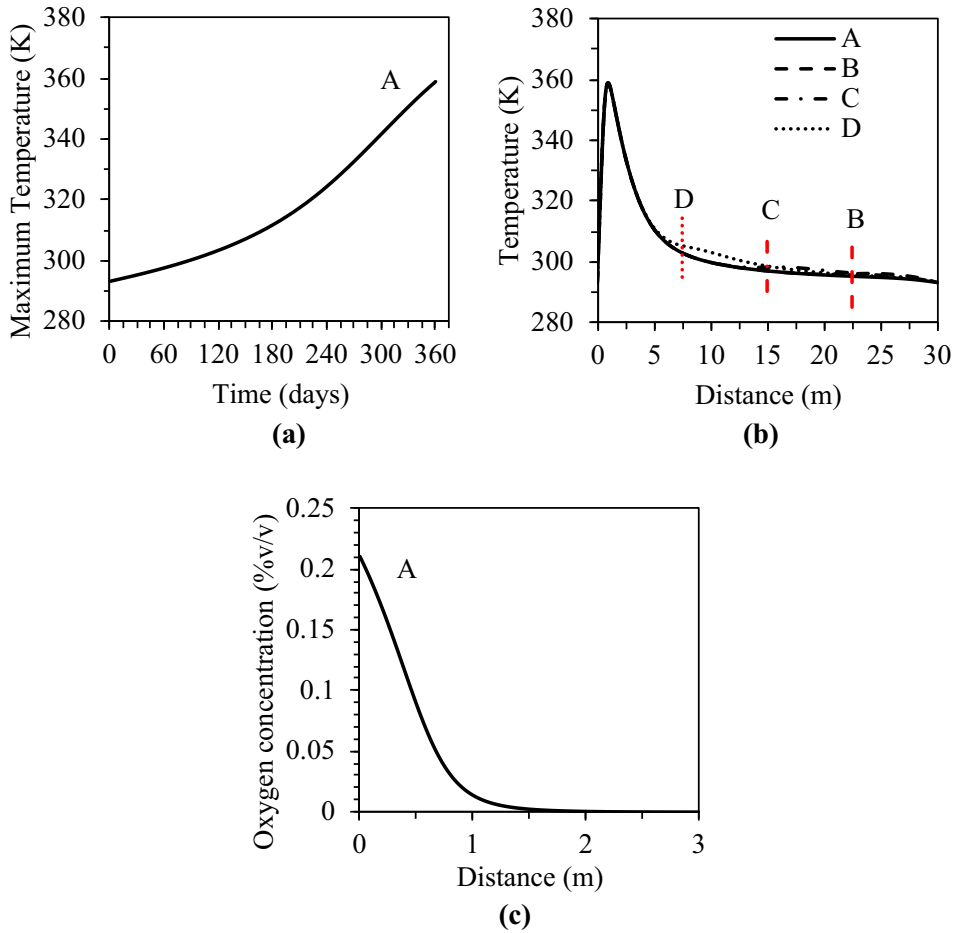 Maximum Temperature (K)
380
360
340
320
300
280
A
0 60 120 180 240 300 360
Time (days)
(a)
Temperature (K)
380
360
340
320
300
280
A
B
C
D
D
C
B
0 5 10 15 20 25 30
Distance (m)
(b)
Oxygen concentration (%v/v)
0.25
0.2
0.15
0.1
0.05
0
A
0 1 2 3
Distance (m)
(c)